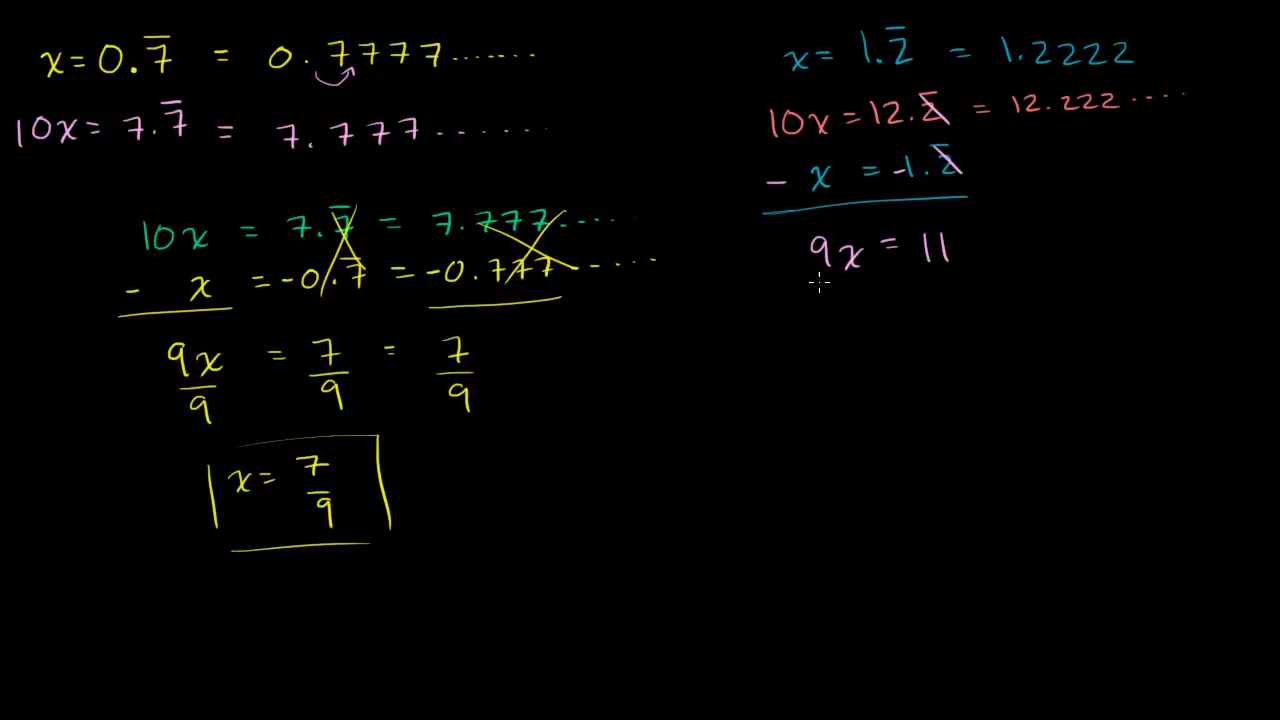 x = 0.7̅ = 0.7777.......
10x = 7.7̅ = 7.777.......
10x = 7.7̅ = 7.777.....
- x = -0.7̅ = -0.777.....
9x/9 = 7/9 = 7/9
x = 7/9
x = 1.2̅ = 1.2222
10x = 12.2̅ = 12.222....
- x = -1.2̅
9x = 11